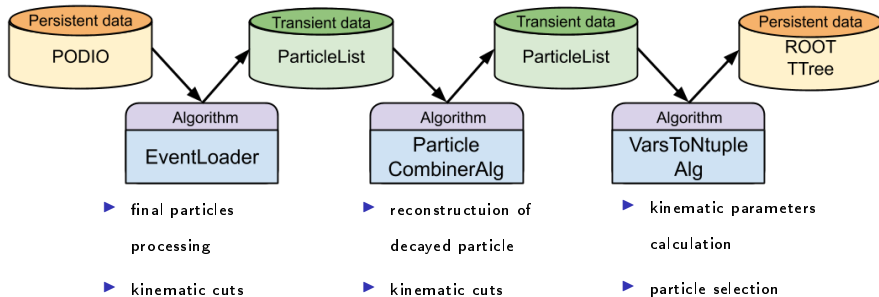 Persistent data
PODIO
Transient data
ParticleList
Transient data
ParticleList
Persistent data
ROOT
TTree
Algorithm
EventLoader
Algorithm
Particle
CombinerAlg
Algorithm
VarsToNtuple
Alg
final particles
processing
kinematic cuts
reconstructuion of
decayed particle
kinematic cuts
kinematic parameters
calculation
particle selection